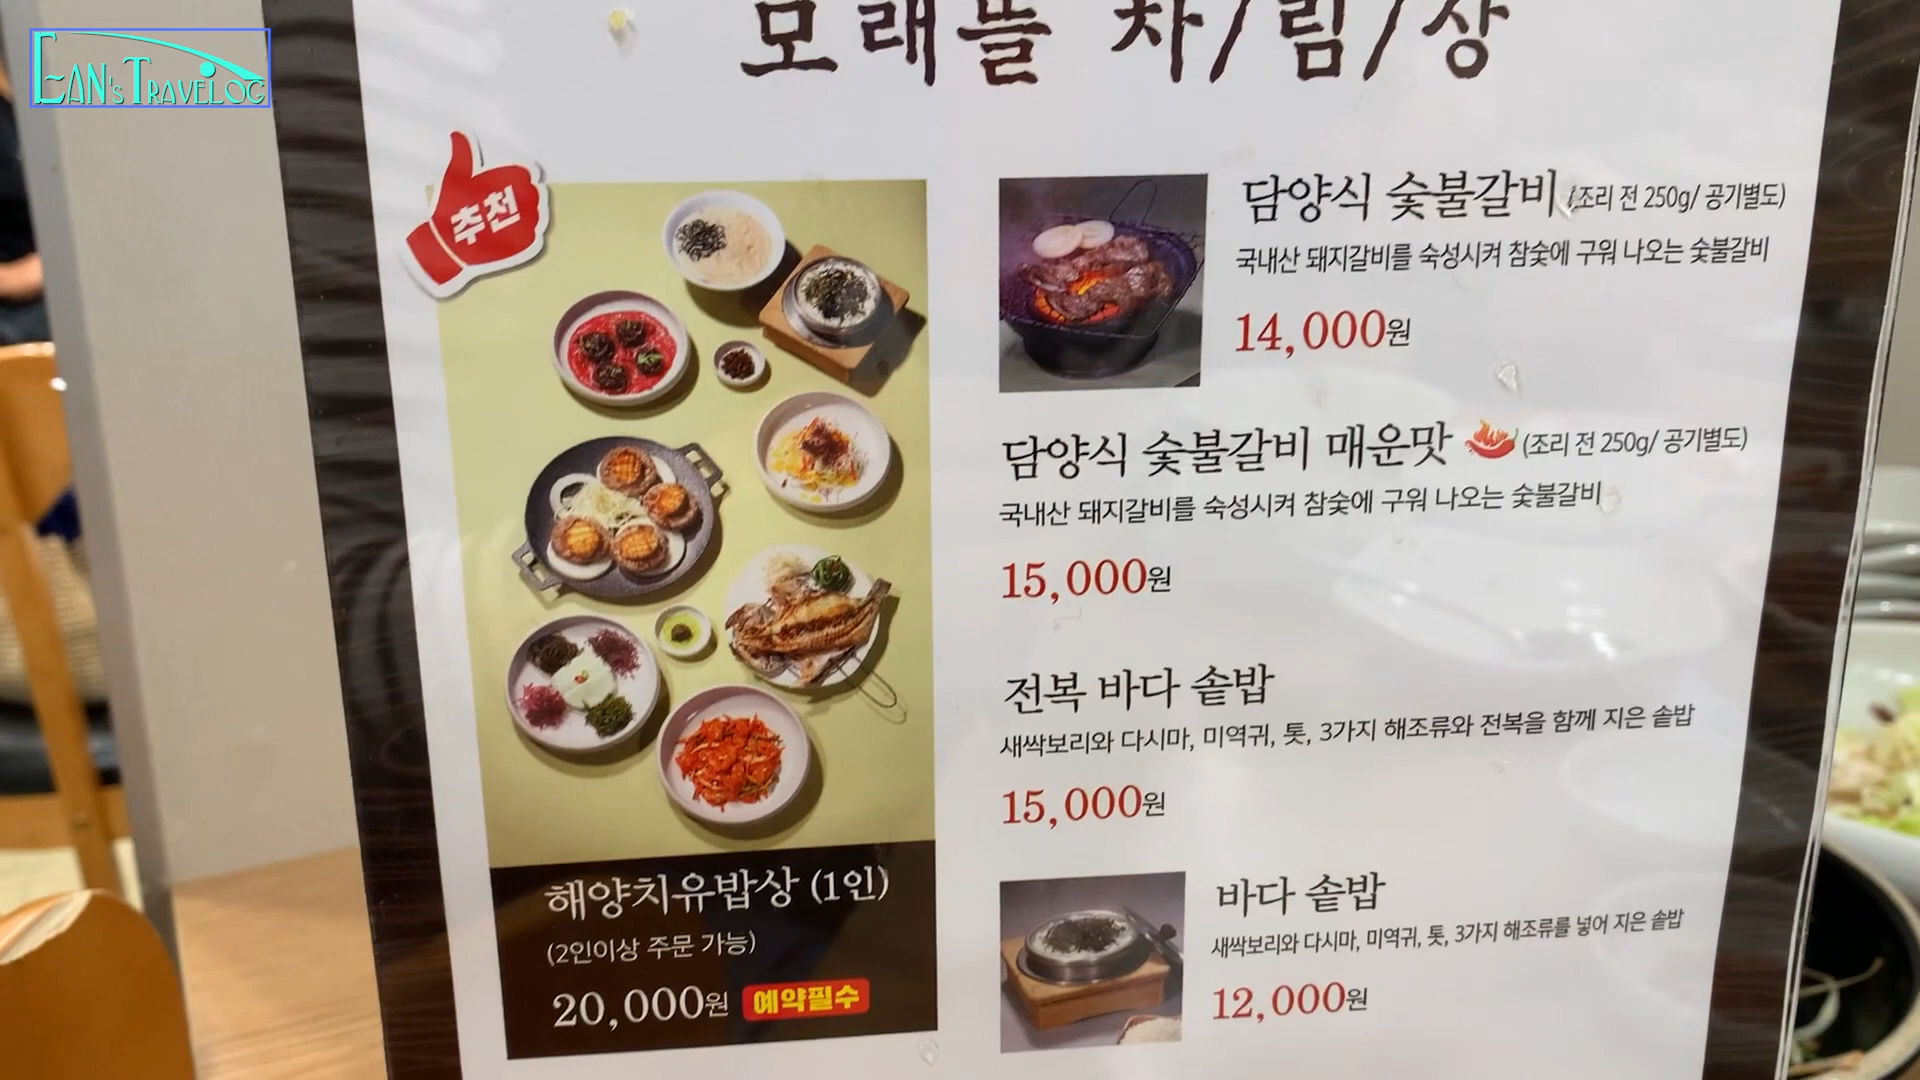 EAN's TRAVELOG
모래뜰 차/림/상
추천
담양식 숯불갈비 (조리 전 250g/ 공기별도)
국내산 돼지갈비를 숙성시켜 참숯에 구워 나오는 숯불갈비
14,000원
담양식 숯불갈비 매운맛 (조리 전 250g/ 공기별도)
국내산 돼지갈비를 숙성시켜 참숯에 구워 나오는 숯불갈비
15,000원
전복 바다 솥밥
새싹보리와 다시마, 미역귀, 톳, 3가지 해조류와 전복을 함께 지은 솥밥
15,000원
바다 솥밥
새싹보리와 다시마, 미역귀, 톳, 3가지 해조류를 넣어 지은 솥밥
12,000원
해양치유밥상 (1인)
(2인이상 주문 가능)
20,000원 예약필수